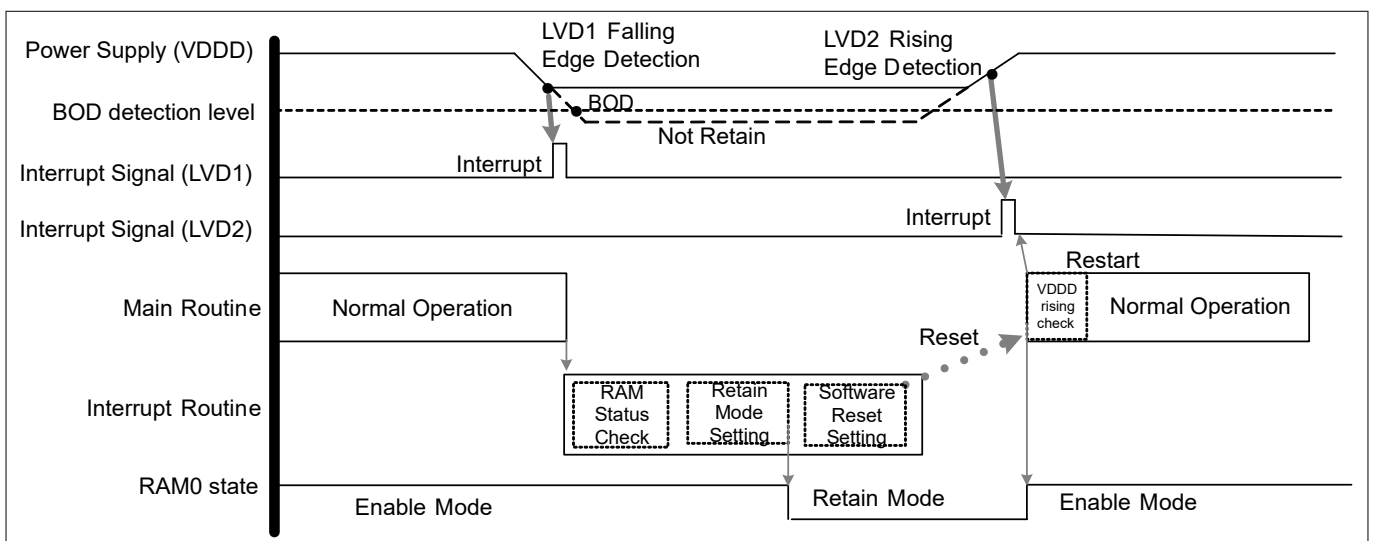 LVD1 Falling
Edge Detection
LVD2 Rising
Edge Detection
Power Supply (VDDD)
BOD detection level
BOD
Not Retain
Interrupt Signal (LVD1)
Interrupt
Interrupt Signal (LVD2)
Interrupt
Restart
Main Routine
Normal Operation
VDDD
rising
check
Normal Operation
Reset
Interrupt Routine
RAM
Status
Check
Retain
Mode
Setting
Software
Reset
Setting
RAM0 state
Enable Mode
Retain Mode
Enable Mode